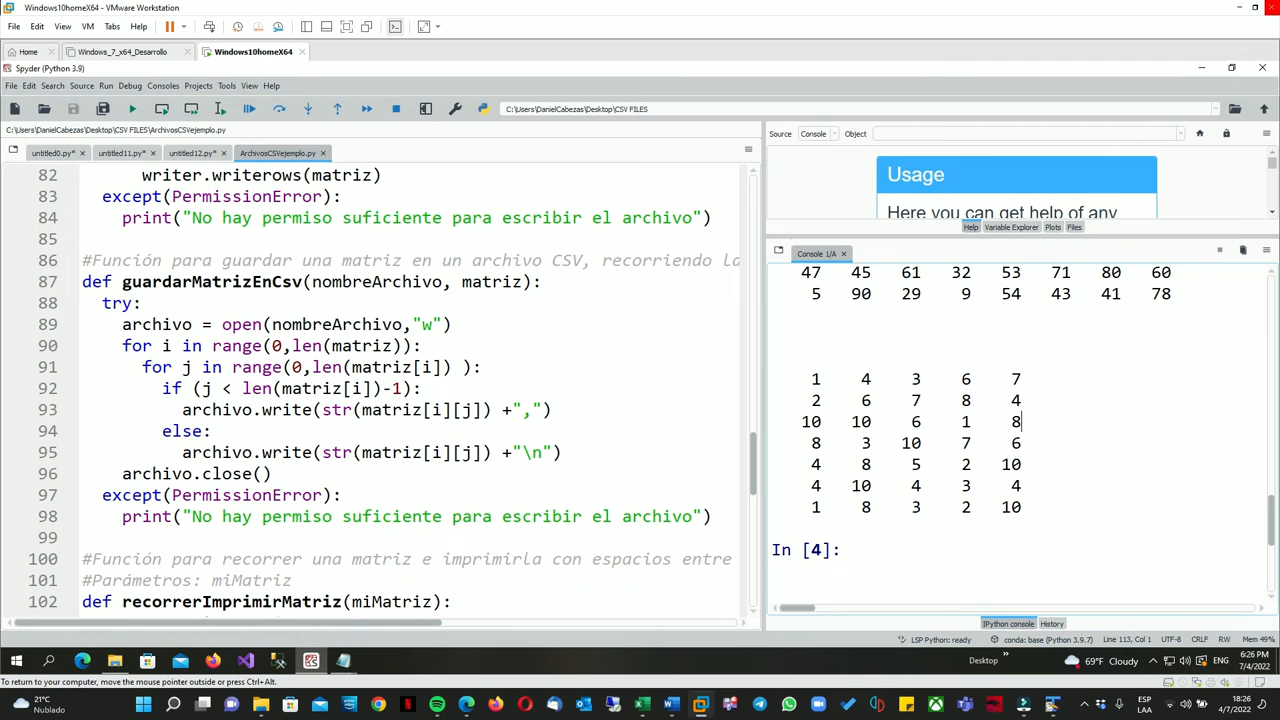 Windows10homeX64 - VMware Workstation
File Edit View VM Tabs Help
Home Windows_7_x64_Desarrollo Windows10homeX64
Spyder (Python 3.9)
File Edit Search Source Run Debug Consoles Projects Tools View Help
C:\Users\DanielCabezas\Desktop\CSV FILES
C:\Users\DanielCabezas\Desktop\CSV FILES\ArchivosCSVejemplo.py
untitled0.py* untitled11.py* untitled12.py* ArchivosCSVejemplo.py
82 writer.writerows(matriz)
83 except(PermissionError):
84 print("No hay permiso suficiente para escribir el archivo")
85
86 #Función para guardar una matriz en un archivo CSV, recorriendo la
87 def guardarMatrizEnCsv(nombreArchivo, matriz):
88 try:
89 archivo = open(nombreArchivo,"w")
90 for i in range(0,len(matriz)):
91 for j in range(0,len(matriz[i]) ):
92 if (j < len(matriz[i])-1):
93 archivo.write(str(matriz[i][j]) +",")
94 else:
95 archivo.write(str(matriz[i][j]) +"\n")
96 archivo.close()
97 except(PermissionError):
98 print("No hay permiso suficiente para escribir el archivo")
99
100 #Función para recorrer una matriz e imprimirla con espacios entre
101 #Parámetros: miMatriz
102 def recorrerImprimirMatriz(miMatriz):
Source Console Object
Usage
Here you can get help of any
Help Variable Explorer Plots Files
Console 1/A
47 45 61 32 53 71 80 60
5 90 29 9 54 43 41 78
1 4 3 6 7
2 6 7 8 4
10 10 6 1 8
8 3 10 7 6
4 8 5 2 10
4 10 4 3 4
1 8 3 2 10
In [4]:
IPython console History
LSP Python: ready conda: base (Python 3.9.7) Line 113, Col 1 UTF-8 CRLF RW Mem 49%
Desktop 69°F Cloudy ENG 6:26 PM
7/4/2022
To return to your computer, move the mouse pointer outside or press Ctrl+Alt.
21°C
Nublado
ESP
LAA
18:26
4/7/2022